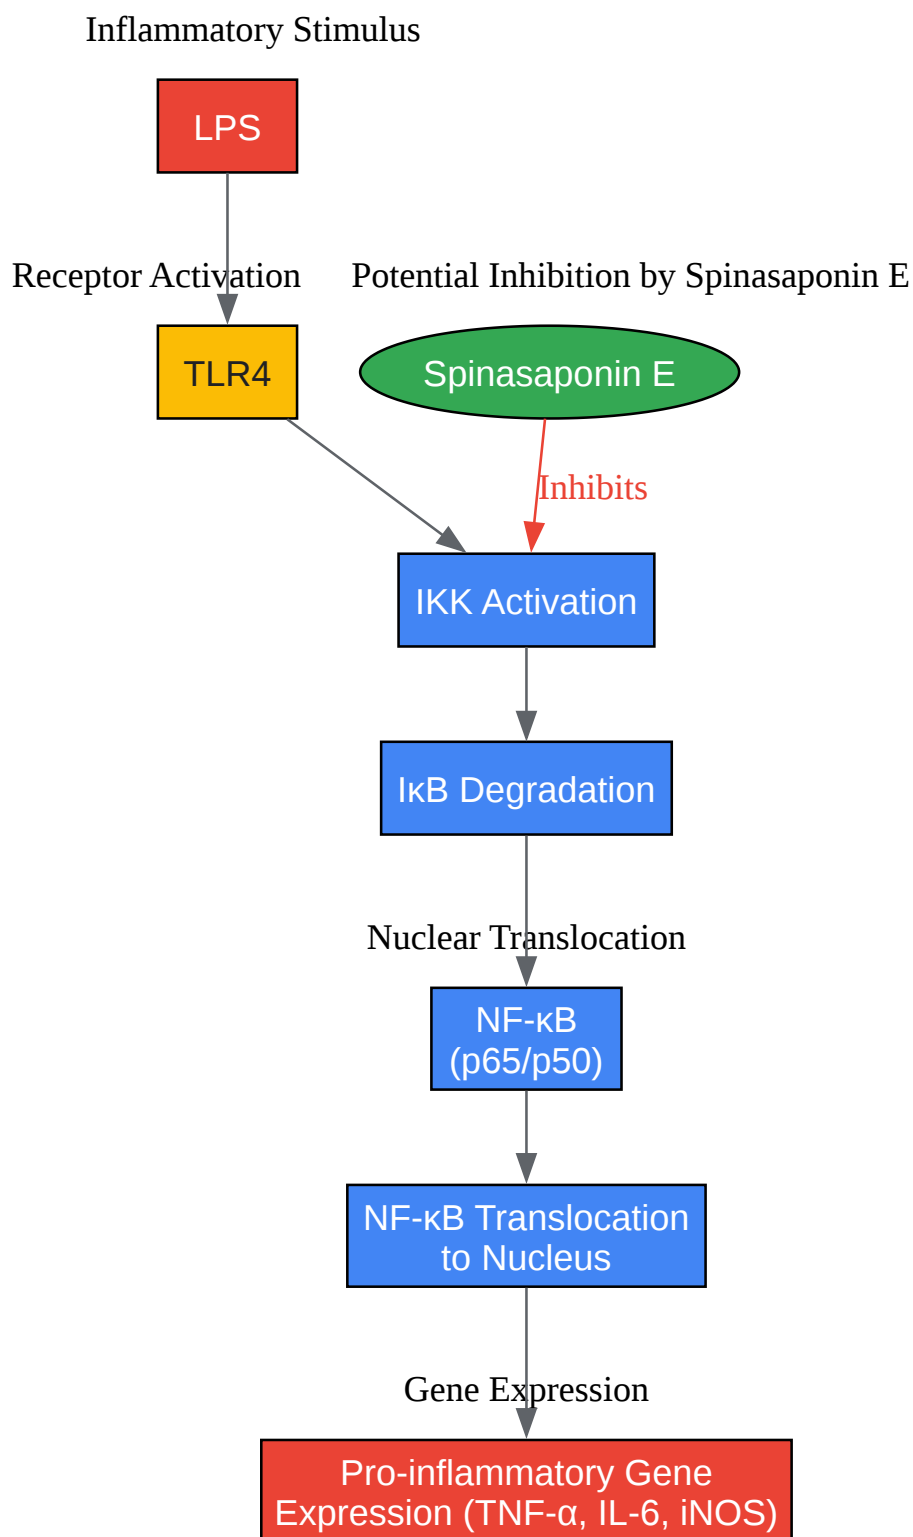 Inflammatory Stimulus
LPS
Receptor Activation
Potential Inhibition by Spinasaponin E
TLR4
Spinasaponin E
Inhibits
IKK Activation
IκB Degradation
Nuclear Translocation
NF-κB
(p65/p50)
NF-κB Translocation
to Nucleus
Gene Expression
Pro-inflammatory Gene
Expression (TNF-α, IL-6, iNOS)